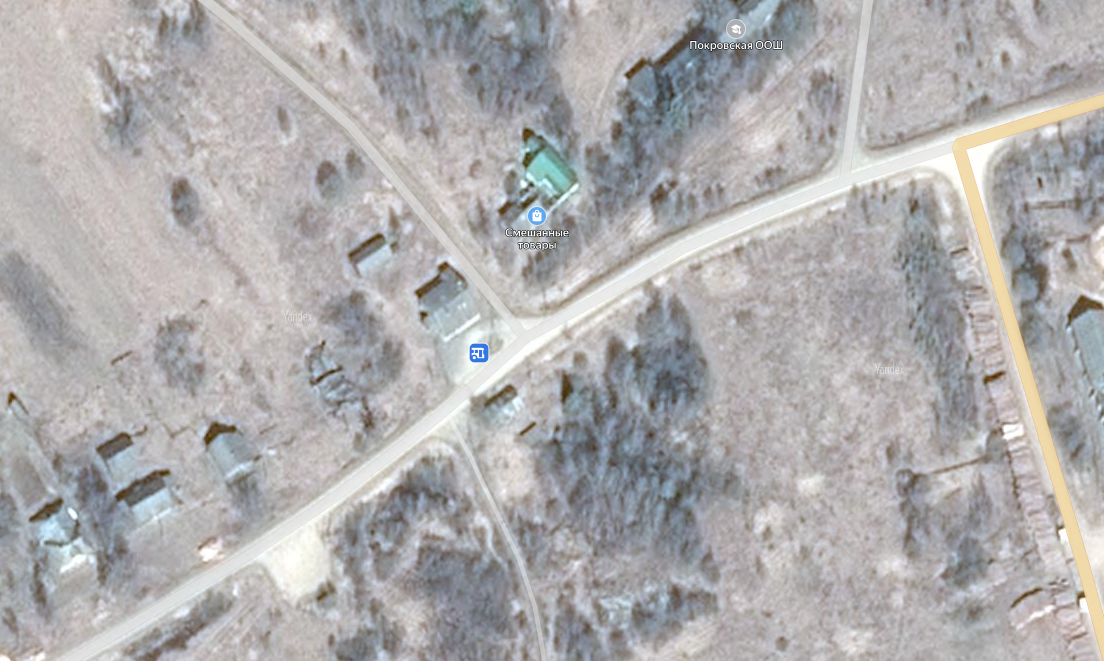 Покровская ООШ
Смешанные
товары
Yandex
Yandex